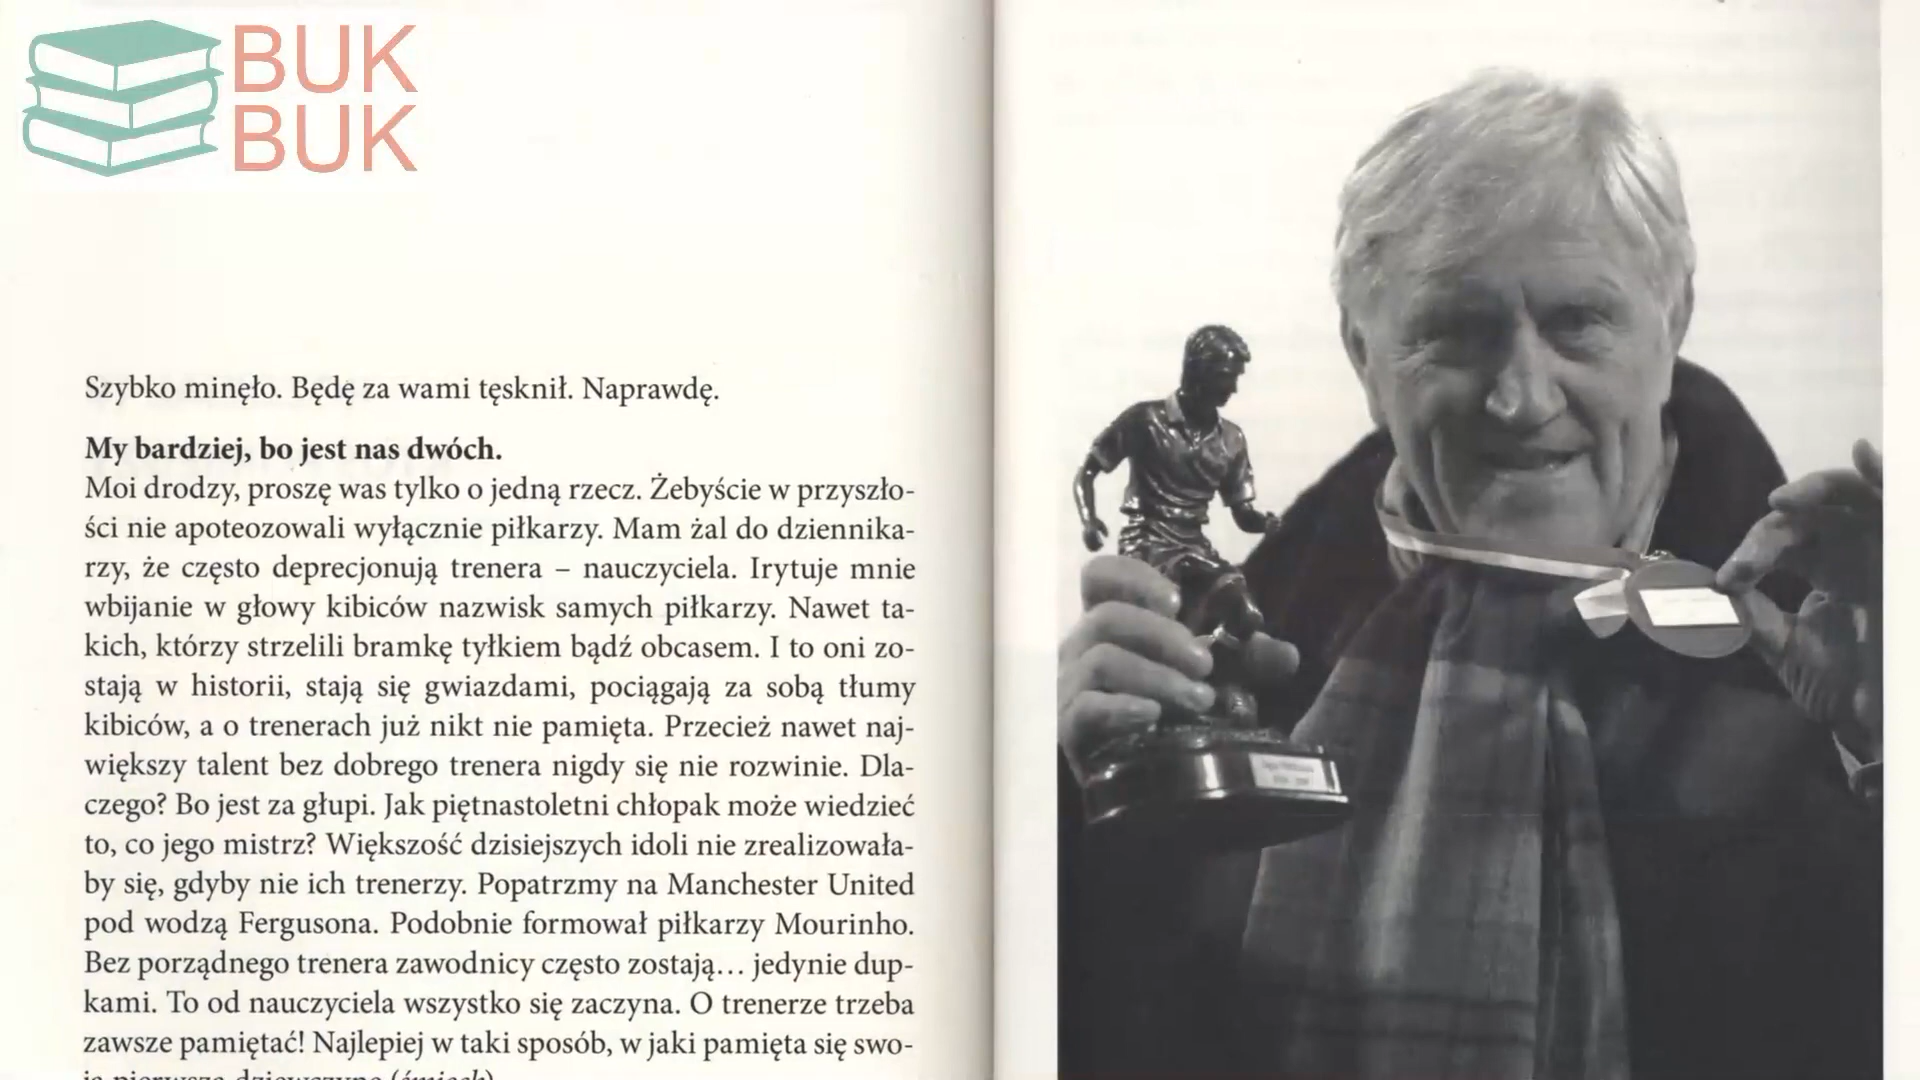 BUK
BUK
Szybko minęło. Będę za wami tęsknił. Naprawdę.
My bardziej, bo jest nas dwóch.
Moi drodzy, proszę was tylko o jedną rzecz. Żebyście w przyszło-
ści nie apoteozowali wyłącznie piłkarzy. Mam żal do dziennika-
rzy, że często deprecjonują trenera – nauczyciela. Irytuje mnie
wbijanie w głowy kibiców nazwisk samych piłkarzy. Nawet ta-
kich, którzy strzelili bramkę tyłkiem bądź obcasem. I to oni zo-
stają w historii, stają się gwiazdami, pociągają za sobą tłumy
kibiców, a o trenerach już nikt nie pamięta. Przecież nawet naj-
większy talent bez dobrego trenera nigdy się nie rozwinie. Dla-
czego? Bo jest za głupi. Jak piętnastoletni chłopak może wiedzieć
to, co jego mistrz? Większość dzisiejszych idoli nie zrealizowała-
by się, gdyby nie ich trenerzy. Popatrzmy na Manchester United
pod wodzą Fergusona. Podobnie formował piłkarzy Mourinho.
Bez porządnego trenera zawodnicy często zostają… jedynie dup-
kami. To od nauczyciela wszystko się zaczyna. O trenerze trzeba
zawsze pamiętać! Najlepiej w taki sposób, w jaki pamięta się swo-
ją pierwszą dziewczynę (śmiech).